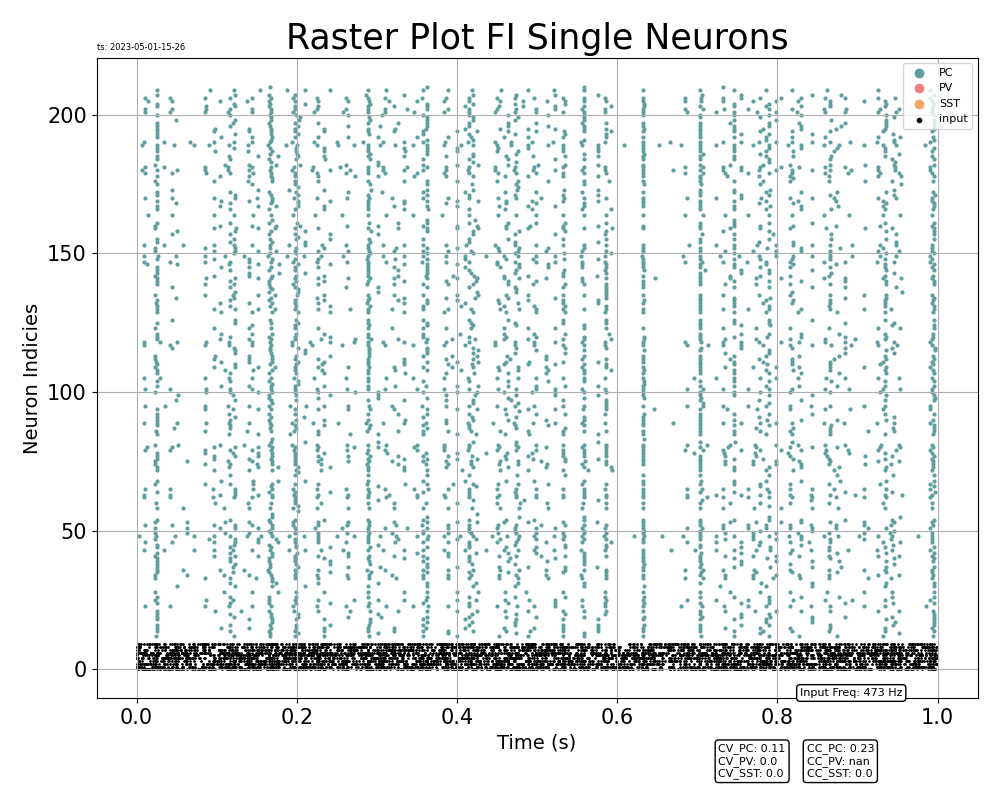 Raster Plot FI Single Neurons
ts: 2023-05-01-15-26
PC
PV
SST
input
200
150
100
50
0
Neuron Indicies
0.0 0.2 0.4 0.6 0.8 1.0
Time (s)
Input Freq: 473 Hz
CV_PC: 0.11
CV_PV: 0.0
CV_SST: 0.0
CC_PC: 0.23
CC_PV: nan
CC_SST: 0.0